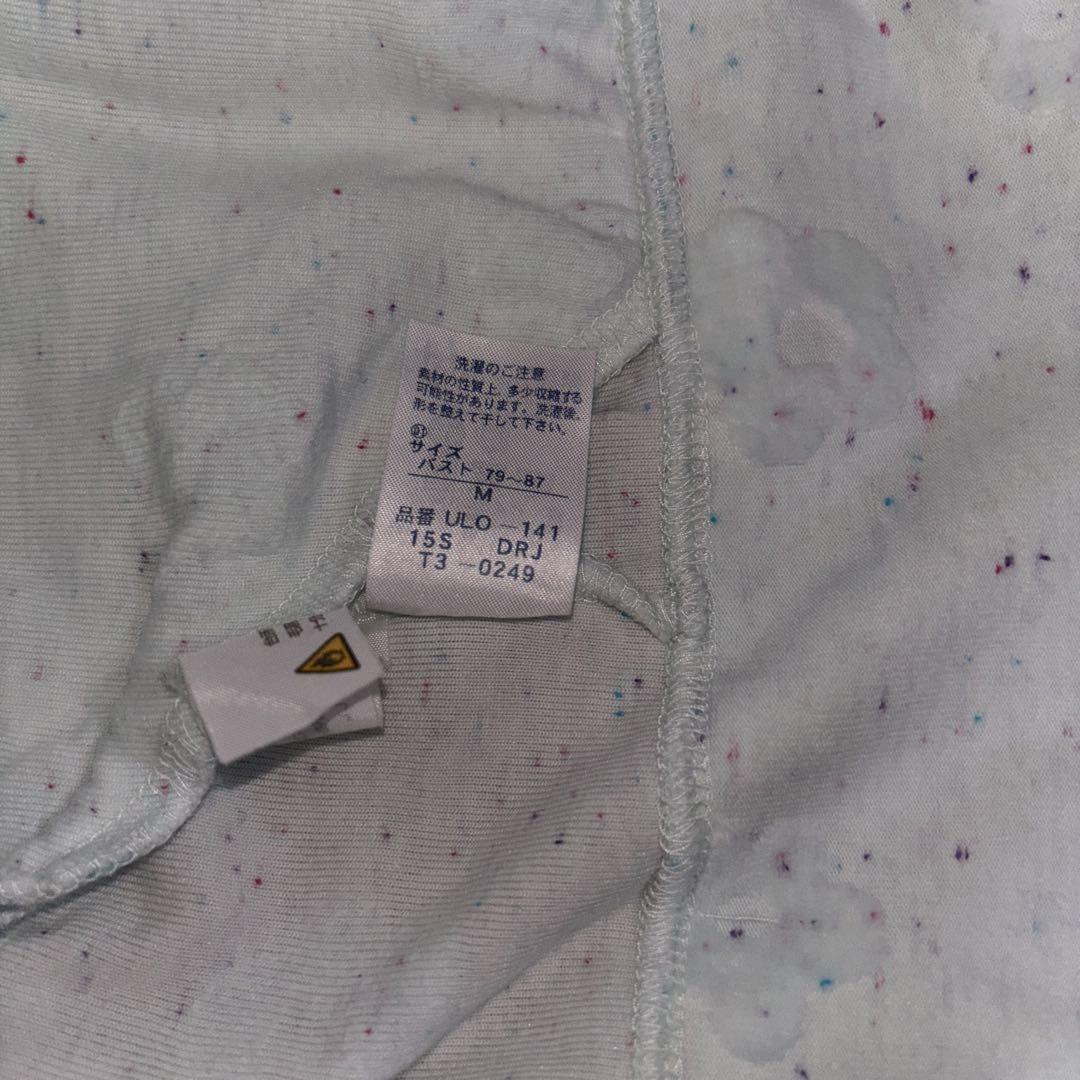 洗濯のご注意
素材の性質上、多少収縮する
可能性があります。洗濯後、
形を整えて干して下さい。
01
サイズ
バスト 79～87
M
品番 ULO－141
15S DRJ
T3－0249